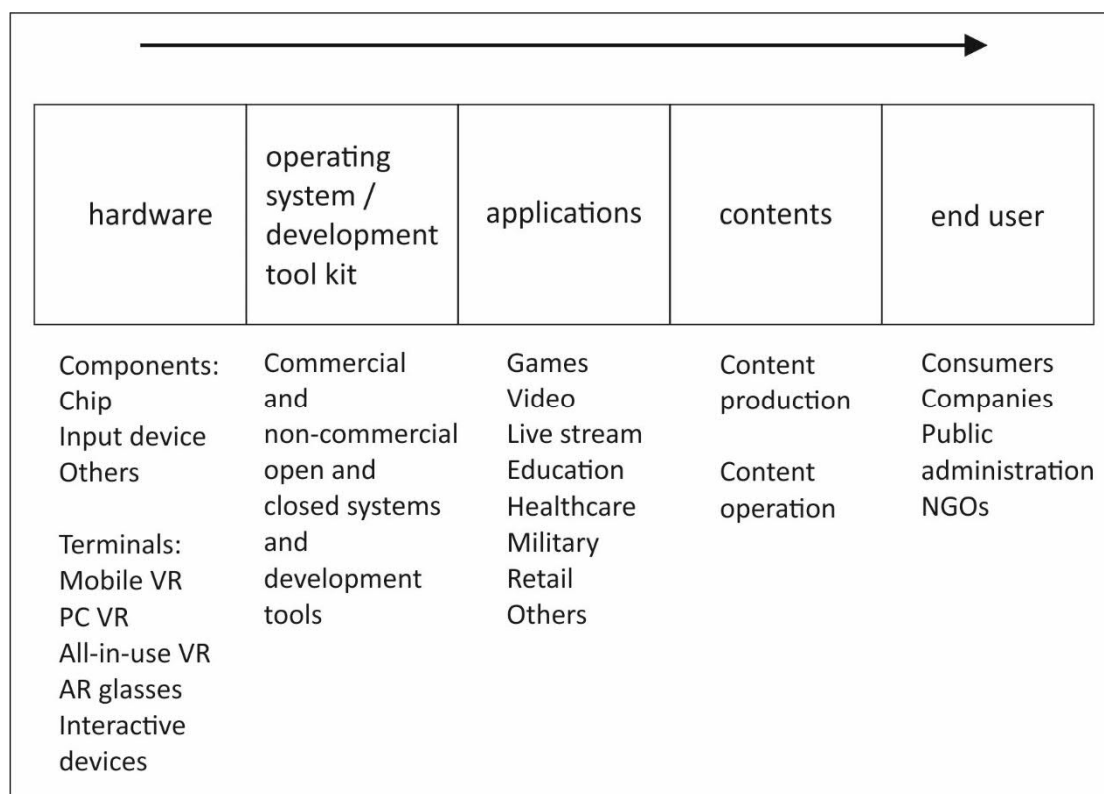 hardware
operating
system /
development
tool kit
applications
contents
end user
Components:
Chip
Input device
Others
Terminals:
Mobile VR
PC VR
All-in-use VR
AR glasses
Interactive
devices
Commercial
and
non-commercial
open and
closed systems
and
development
tools
Games
Video
Live stream
Education
Healthcare
Military
Retail
Others
Content
production
Content
operation
Consumers
Companies
Public
administration
NGOs